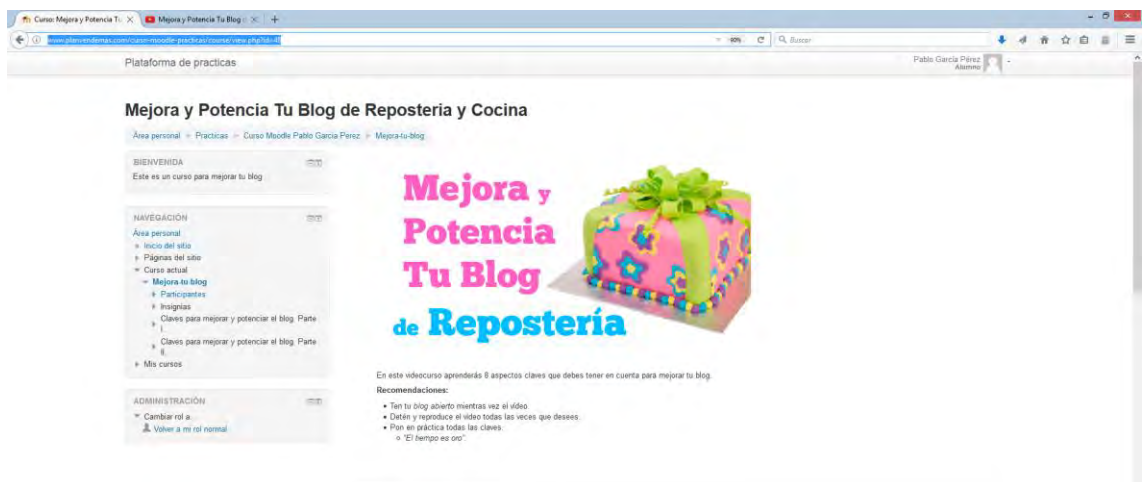 Curso: Mejora y Potencia T
Mejora y Potencia Tu Blog
www.planvendemas.com/curso-moodle-practicas/course/view.php?id=
Buscar
Plataforma de practicas
Pablo García Pérez
Alumno
Mejora y Potencia Tu Blog de Reposteria y Cocina
Área personal
Practicas
Curso Moodle Pablo Garcia Perez
Mejora-tu-blog
BIENVENIDA
Este es un curso para mejorar tu blog
NAVEGACIÓN
Área personal
Inicio del sitio
Páginas del sitio
Curso actual
Mejora-tu-blog
Participantes
Insignias
Claves para mejorar y potenciar el blog. Parte
I.
Claves para mejorar y potenciar el blog. Parte
II.
Mis cursos
ADMINISTRACIÓN
Cambiar rol a...
Volver a mi rol normal
Mejora y
Potencia
Tu Blog
de Repostería
En este videocurso aprenderás 8 aspectos claves que debes tener en cuenta para mejorar tu blog.
Recomendaciones:
Ten tu blog abierto mientras vez el vídeo.
Detén y reproduce el vídeo todas las veces que desees.
Pon en práctica todas las claves.
"El tiempo es oro".